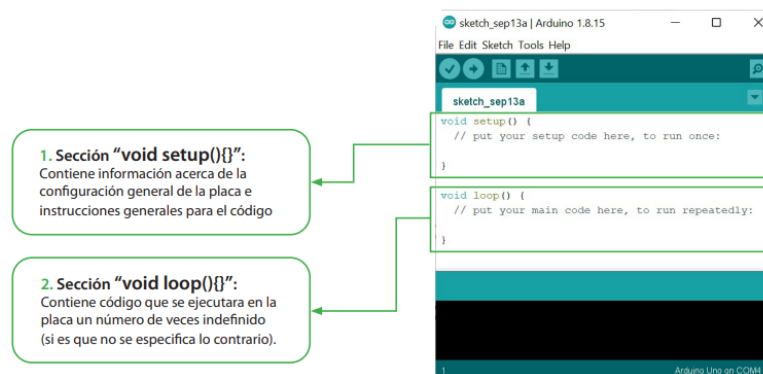 sketch_sep13a | Arduino 1.8.15
File Edit Sketch Tools Help
sketch_sep13a
void setup() {
// put your setup code here, to run once:
}
void loop() {
// put your main code here, to run repeatedly:
}
1
Arduino Uno on COM4
1. Sección "void setup(){}":
Contiene información acerca de la
configuración general de la placa e
instrucciones generales para el código
2. Sección "void loop(){}":
Contiene código que se ejecutara en la
placa un número de veces indefinido
(si es que no se especifica lo contrario).